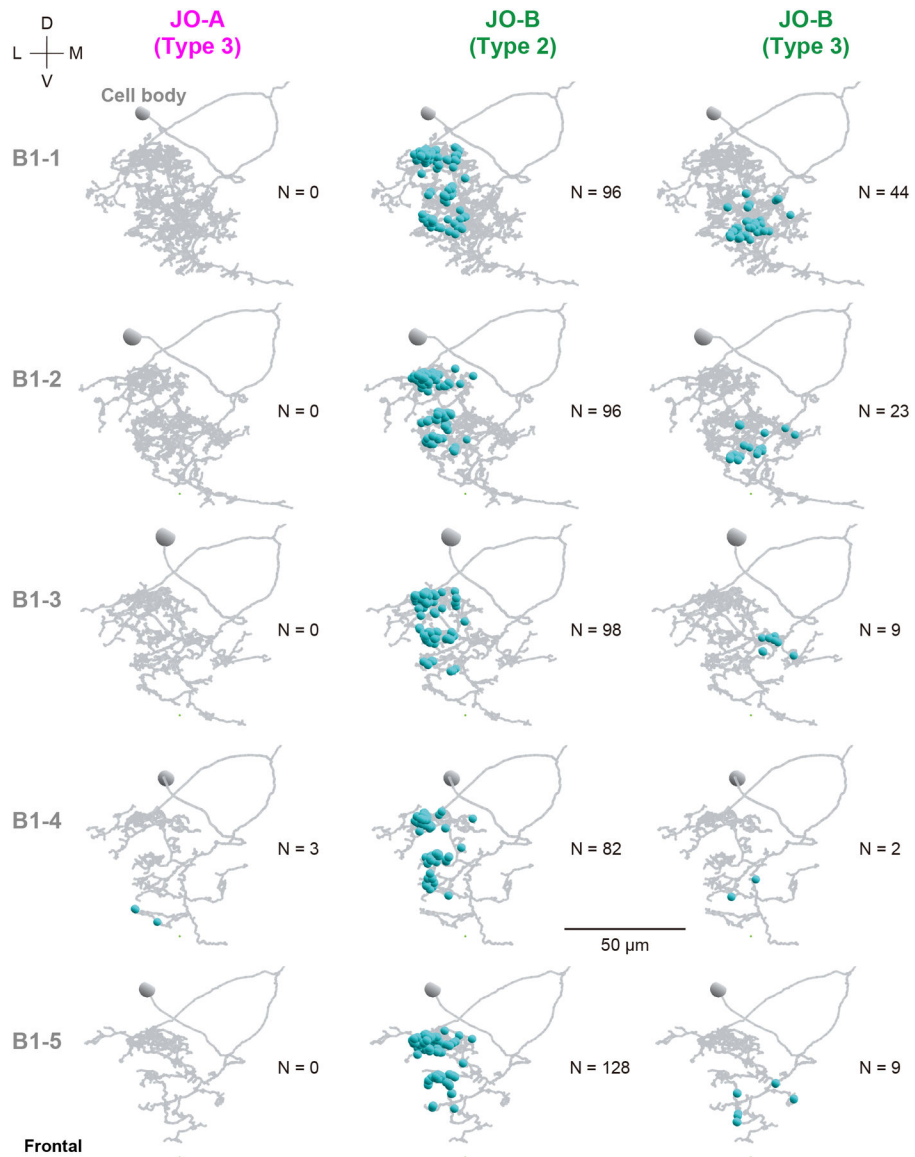 D
L M
V
JO-A
(Type 3)
JO-B
(Type 2)
JO-B
(Type 3)
Cell body
B1-1
N = 0
N = 96
N = 44
B1-2
N = 0
N = 96
N = 23
B1-3
N = 0
N = 98
N = 9
B1-4
N = 3
N = 82
N = 2
50 µm
B1-5
N = 0
N = 128
N = 9
Frontal